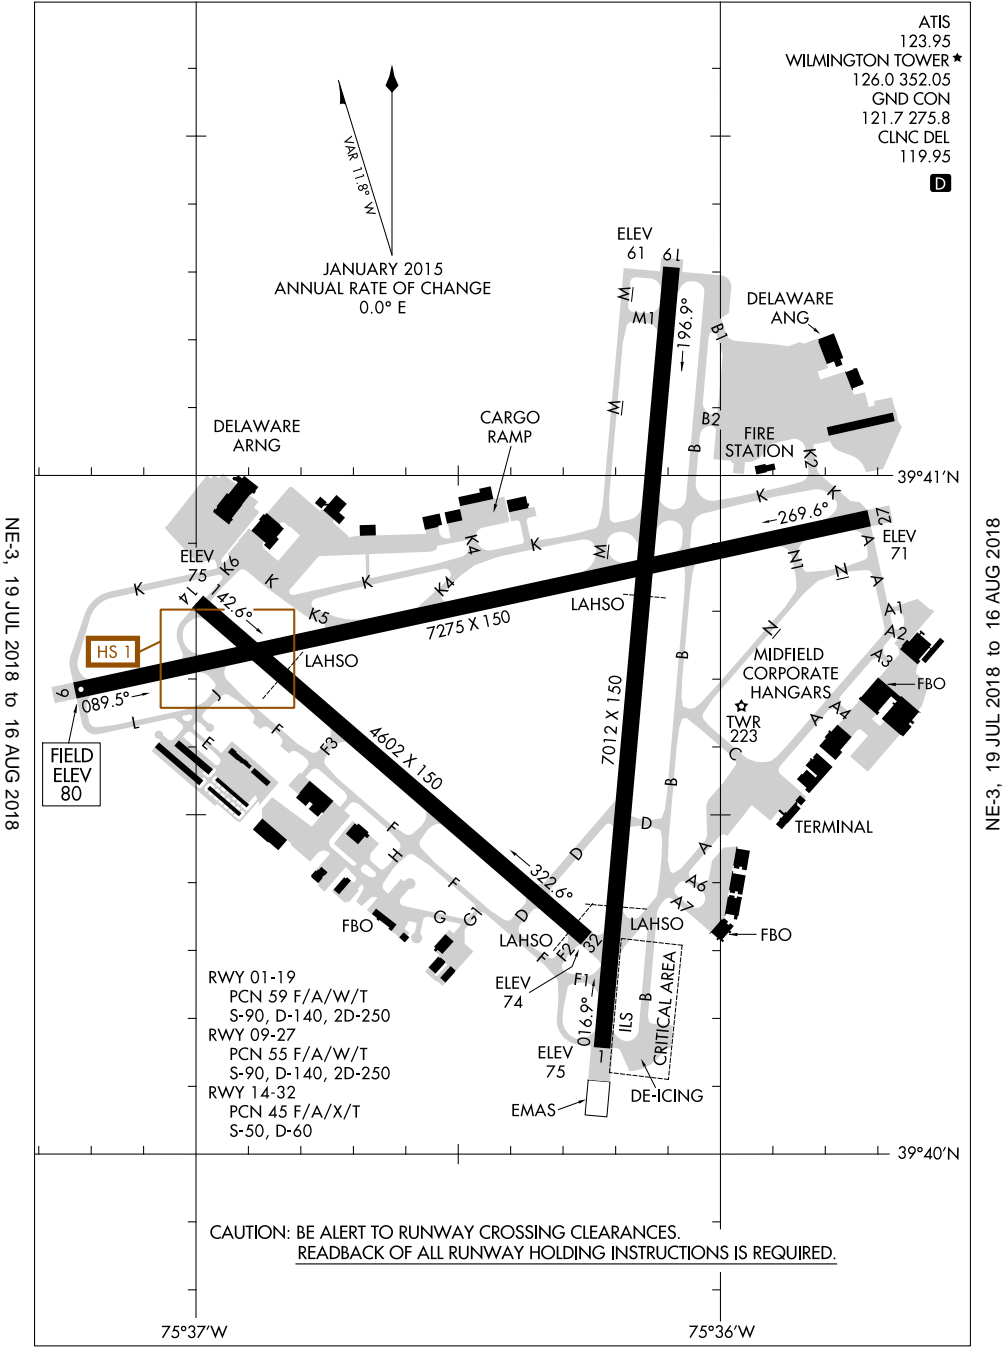 ATIS
123.95
WILMINGTON TOWER★
126.0 352.05
GND CON
121.7 275.8
CLNC DEL
119.95
D
VAR 11.8° W
JANUARY 2015
ANNUAL RATE OF CHANGE
0.0° E
ELEV
61
19
M
M1
196.9°
B1
DELAWARE
ANG
M
B2
B
CARGO
RAMP
DELAWARE
ARNG
FIRE
STATION
K2
39°41'N
K
K
269.6°
27
ELEV
71
A
K4
K
M
N1
N
A
ELEV
75
K6
K
K
K
K4
14
142.6°
K5
7275 X 150
LAHSO
A1
A2
A3
N
HS 1
LAHSO
B
MIDFIELD
CORPORATE
HANGARS
FBO
9
089.5°
J
L
E
F
F3
4602 X 150
7012 X 150
TWR
223
A
A4
C
FIELD
ELEV
80
B
D
TERMINAL
F
H
D
A
322.6°
F
A6
A7
G
G1
D
FBO
LAHSO
LAHSO
FBO
F
F2
32
ELEV
74
F1
016.9°
ILS
CRITICAL AREA
B
RWY 01-19
PCN 59 F/A/W/T
S-90, D-140, 2D-250
RWY 09-27
PCN 55 F/A/W/T
S-90, D-140, 2D-250
RWY 14-32
PCN 45 F/A/X/T
S-50, D-60
ELEV
75
1
DE-ICING
EMAS
39°40'N
CAUTION: BE ALERT TO RUNWAY CROSSING CLEARANCES.
READBACK OF ALL RUNWAY HOLDING INSTRUCTIONS IS REQUIRED.
75°37'W
75°36'W
NE-3, 19 JUL 2018 to 16 AUG 2018
NE-3, 19 JUL 2018 to 16 AUG 2018